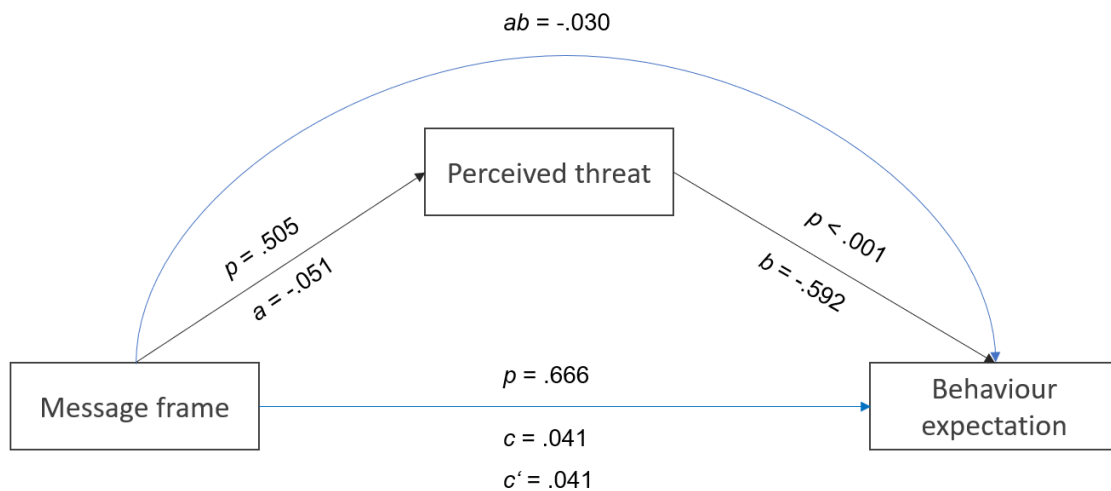 ab = -.030
Perceived threat
p = .505
a = -.051
p < .001
b = -.592
Message frame
p = .666
c = .041
c‘ = .041
Behaviour
expectation